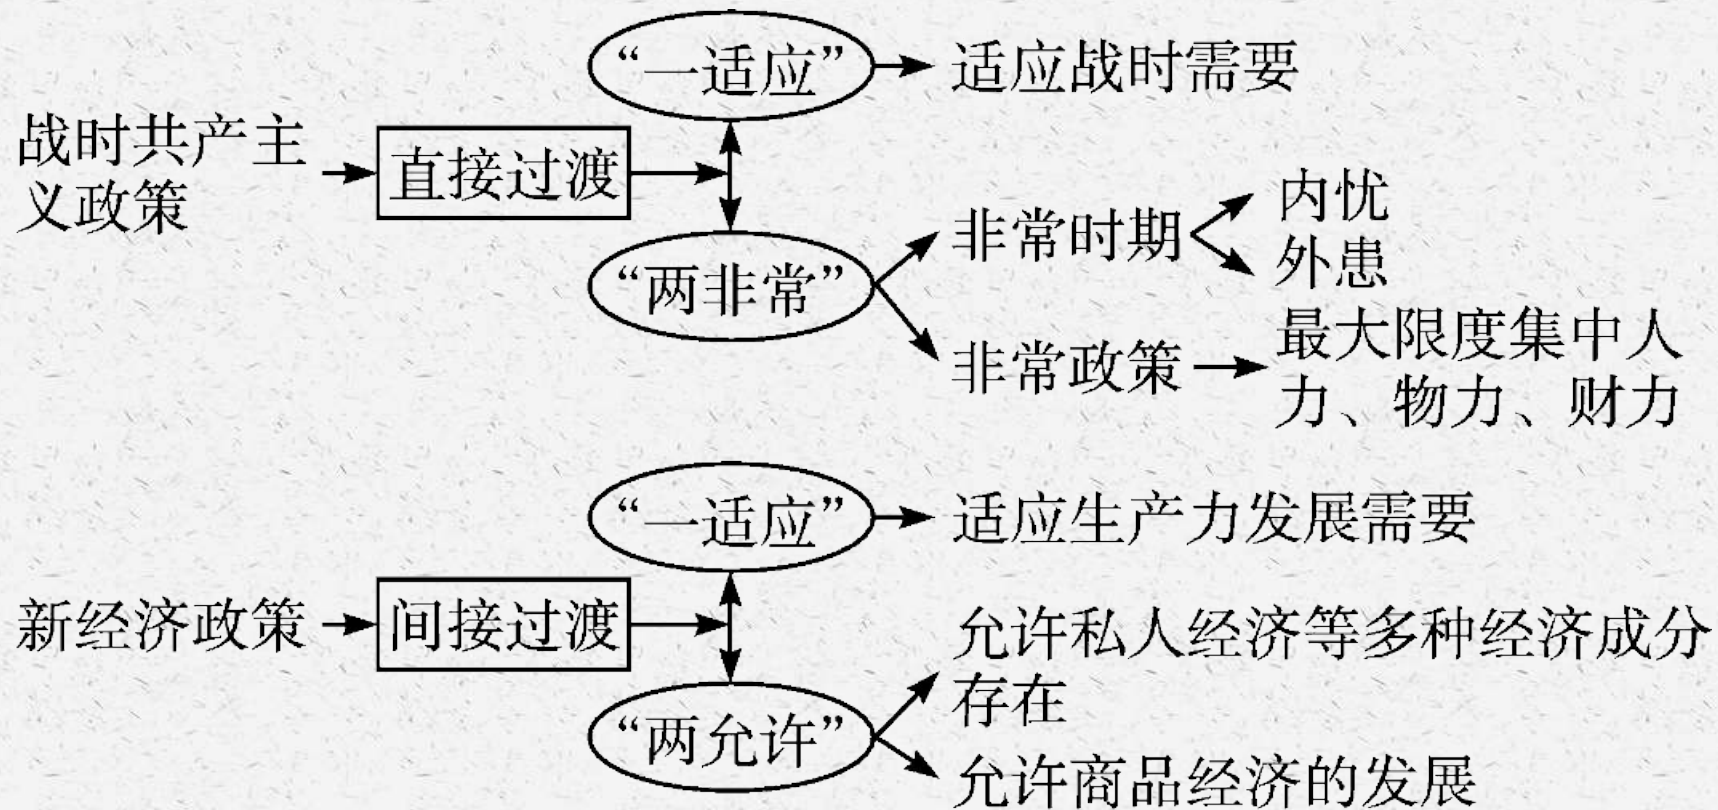 “一适应”
适应战时需要
战时共产主
义政策
直接过渡
“两非常”
非常时期
内忧
外患
非常政策
最大限度集中人
力、物力、财力
“一适应”
适应生产力发展需要
新经济政策
间接过渡
“两允许”
允许私人经济等多种经济成分
存在
允许商品经济的发展